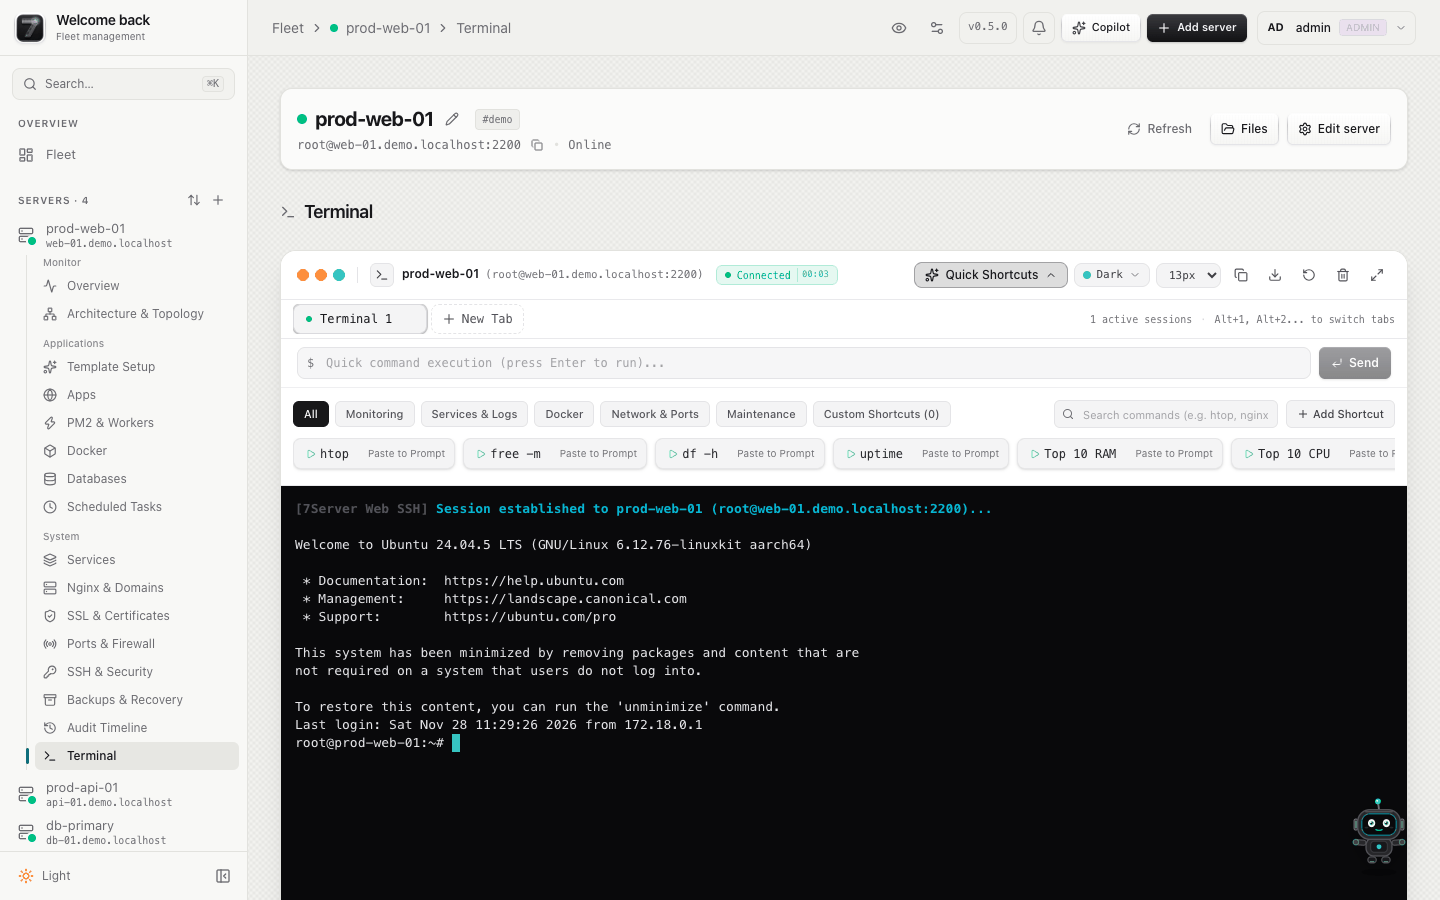 Welcome back
Fleet management
Search...
⌘K
OVERVIEW
Fleet
SERVERS · 4
prod-web-01
web-01.demo.localhost
Monitor
Overview
Architecture & Topology
Applications
Template Setup
Apps
PM2 & Workers
Docker
Databases
Scheduled Tasks
System
Services
Nginx & Domains
SSL & Certificates
Ports & Firewall
SSH & Security
Backups & Recovery
Audit Timeline
Terminal
prod-api-01
api-01.demo.localhost
db-primary
db-01.demo.localhost
Light
Fleet > prod-web-01 > Terminal
v0.5.0
Copilot
Add server
AD admin ADMIN
prod-web-01 #demo
root@web-01.demo.localhost:2200 · Online
Refresh
Files
Edit server
Terminal
prod-web-01 (root@web-01.demo.localhost:2200) Connected 00:03
Quick Shortcuts
Dark
13px
Terminal 1
New Tab
1 active sessions · Alt+1, Alt+2... to switch tabs
$ Quick command execution (press Enter to run)...
Send
All Monitoring Services & Logs Docker Network & Ports Maintenance Custom Shortcuts (0)
Search commands (e.g. htop, nginx
Add Shortcut
htop Paste to Prompt
free -m Paste to Prompt
df -h Paste to Prompt
uptime Paste to Prompt
Top 10 RAM Paste to Prompt
Top 10 CPU Paste to P
[7Server Web SSH] Session established to prod-web-01 (root@web-01.demo.localhost:2200)...
Welcome to Ubuntu 24.04.5 LTS (GNU/Linux 6.12.76-linuxkit aarch64)
* Documentation: https://help.ubuntu.com
* Management: https://landscape.canonical.com
* Support: https://ubuntu.com/pro
This system has been minimized by removing packages and content that are
not required on a system that users do not log into.
To restore this content, you can run the 'unminimize' command.
Last login: Sat Nov 28 11:29:26 2026 from 172.18.0.1
root@prod-web-01:~#